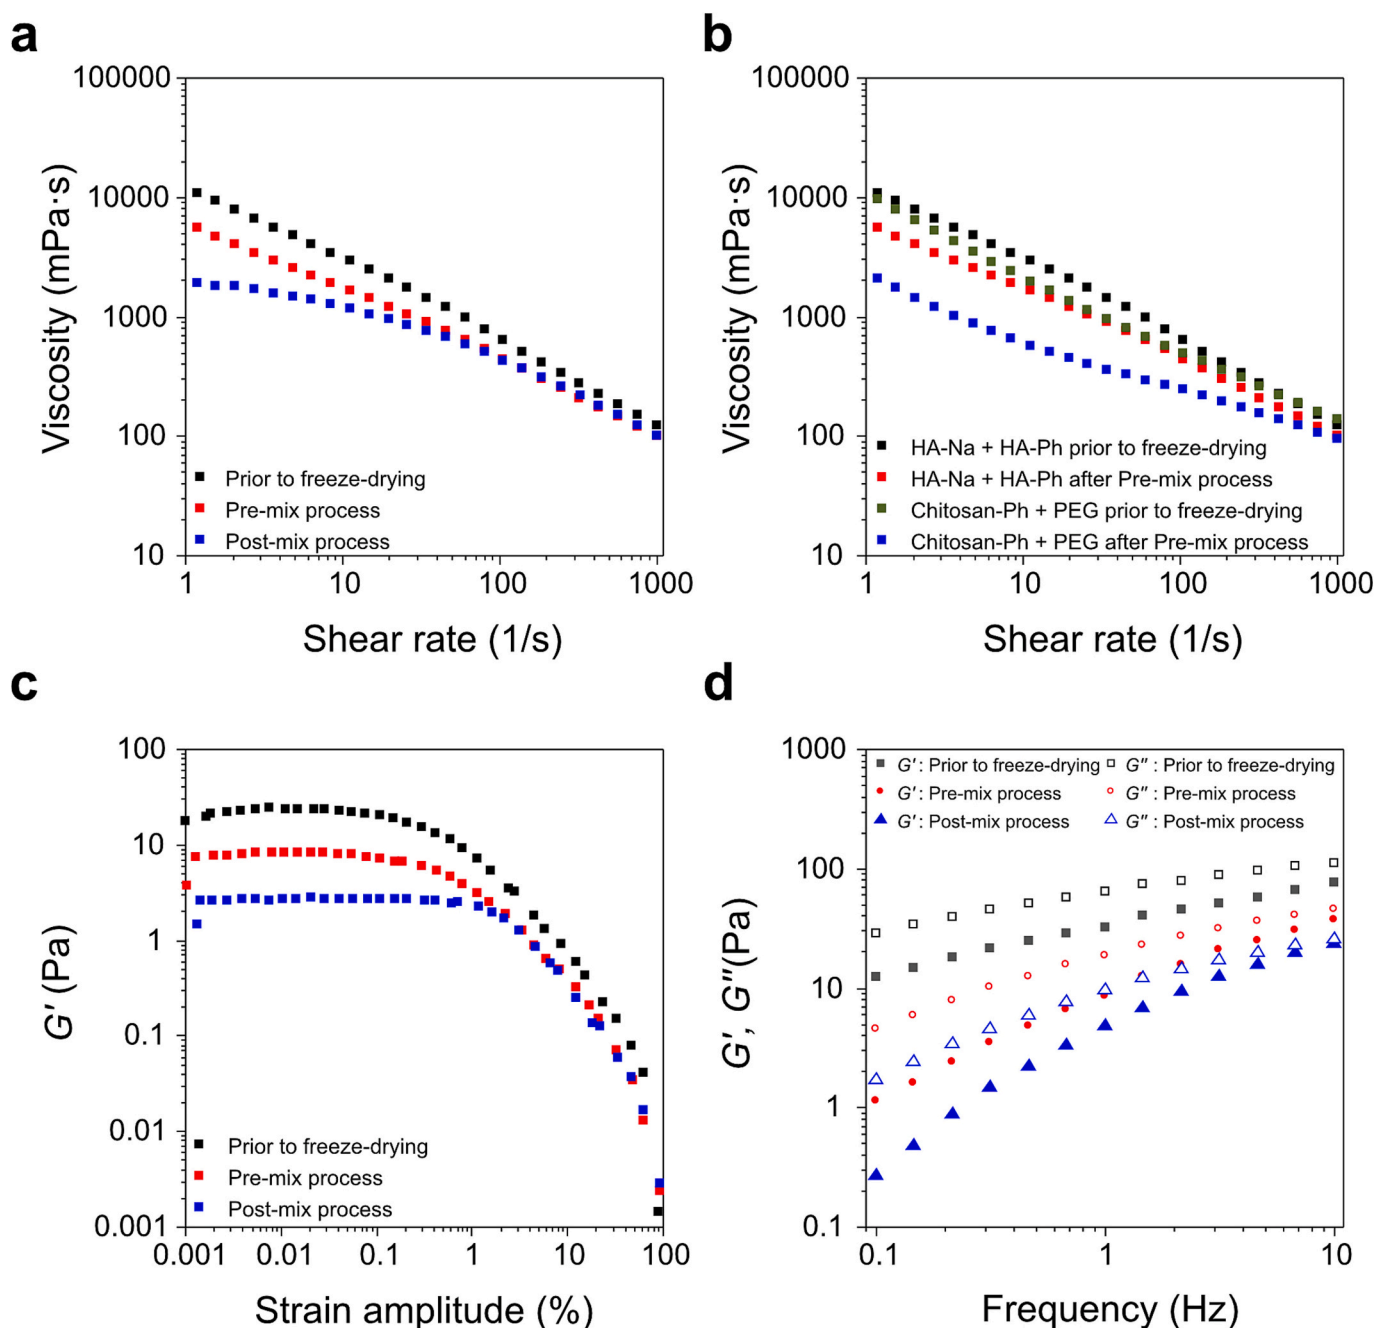 a
100000
10000
1000
100
10
Viscosity (mPa·s)
Prior to freeze-drying
Pre-mix process
Post-mix process
1
10
100
1000
Shear rate (1/s)
b
100000
10000
1000
100
10
Viscosity (mPa·s)
HA-Na + HA-Ph prior to freeze-drying
HA-Na + HA-Ph after Pre-mix process
Chitosan-Ph + PEG prior to freeze-drying
Chitosan-Ph + PEG after Pre-mix process
1
10
100
1000
Shear rate (1/s)
c
100
10
1
0.1
0.01
0.001
G' (Pa)
Prior to freeze-drying
Pre-mix process
Post-mix process
0.001
0.01
0.1
1
10
100
Strain amplitude (%)
d
1000
100
10
1
0.1
G', G"(Pa)
G' : Prior to freeze-drying
G" : Prior to freeze-drying
G' : Pre-mix process
G" : Pre-mix process
G' : Post-mix process
G" : Post-mix process
0.1
1
10
Frequency (Hz)